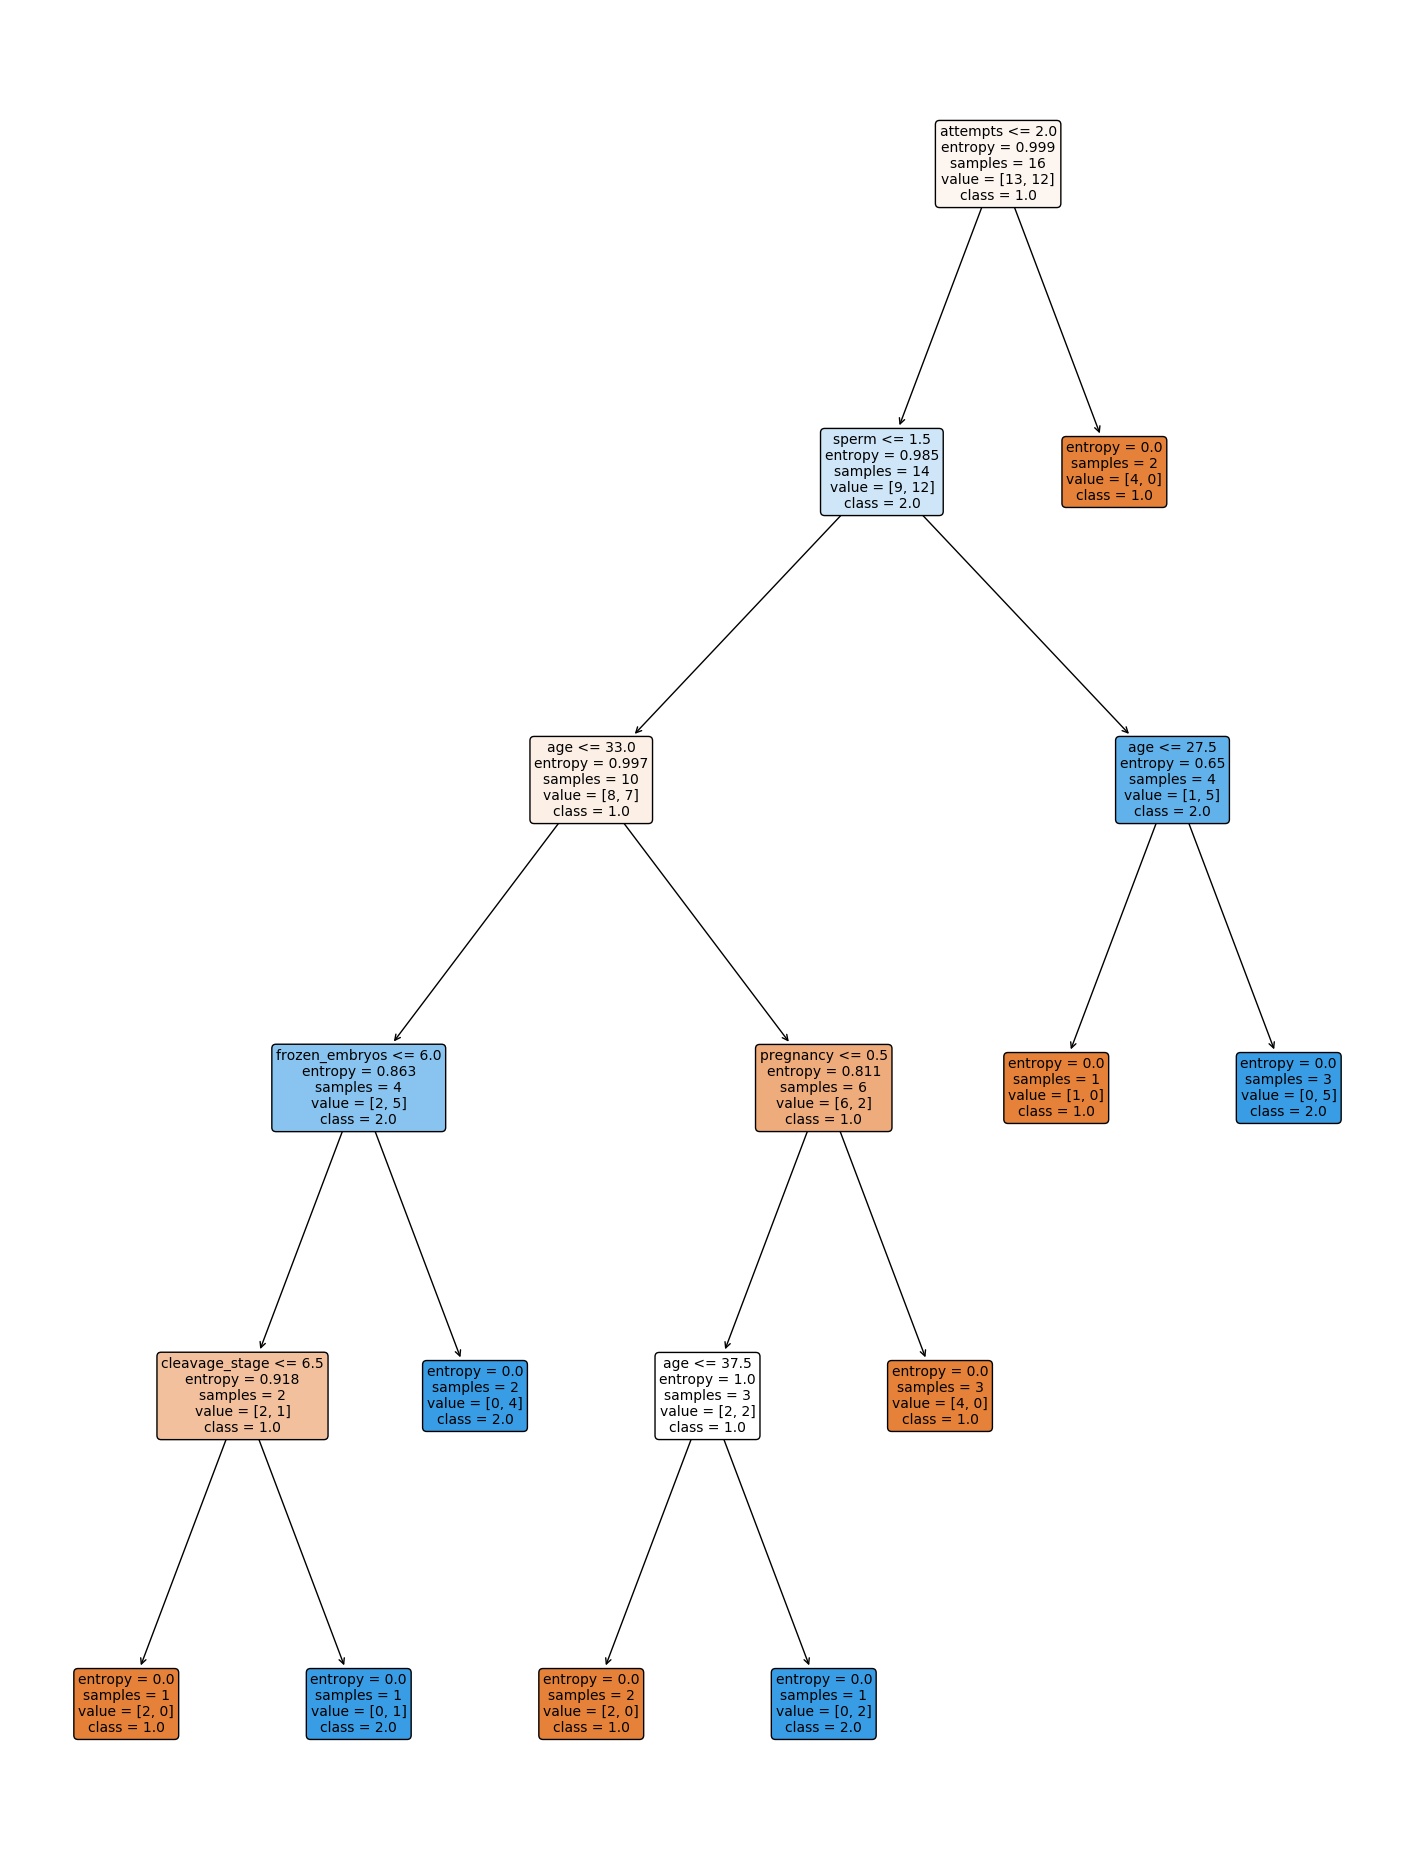 attempts <= 2.0
entropy = 0.999
samples = 16
value = [13, 12]
class = 1.0
sperm <= 1.5
entropy = 0.985
samples = 14
value = [9, 12]
class = 2.0
entropy = 0.0
samples = 2
value = [4, 0]
class = 1.0
age <= 33.0
entropy = 0.997
samples = 10
value = [8, 7]
class = 1.0
age <= 27.5
entropy = 0.65
samples = 4
value = [1, 5]
class = 2.0
frozen_embryos <= 6.0
entropy = 0.863
samples = 4
value = [2, 5]
class = 2.0
pregnancy <= 0.5
entropy = 0.811
samples = 6
value = [6, 2]
class = 1.0
entropy = 0.0
samples = 1
value = [1, 0]
class = 1.0
entropy = 0.0
samples = 3
value = [0, 5]
class = 2.0
cleavage_stage <= 6.5
entropy = 0.918
samples = 2
value = [2, 1]
class = 1.0
entropy = 0.0
samples = 2
value = [0, 4]
class = 2.0
age <= 37.5
entropy = 1.0
samples = 3
value = [2, 2]
class = 1.0
entropy = 0.0
samples = 3
value = [4, 0]
class = 1.0
entropy = 0.0
samples = 1
value = [2, 0]
class = 1.0
entropy = 0.0
samples = 1
value = [0, 1]
class = 2.0
entropy = 0.0
samples = 2
value = [2, 0]
class = 1.0
entropy = 0.0
samples = 1
value = [0, 2]
class = 2.0